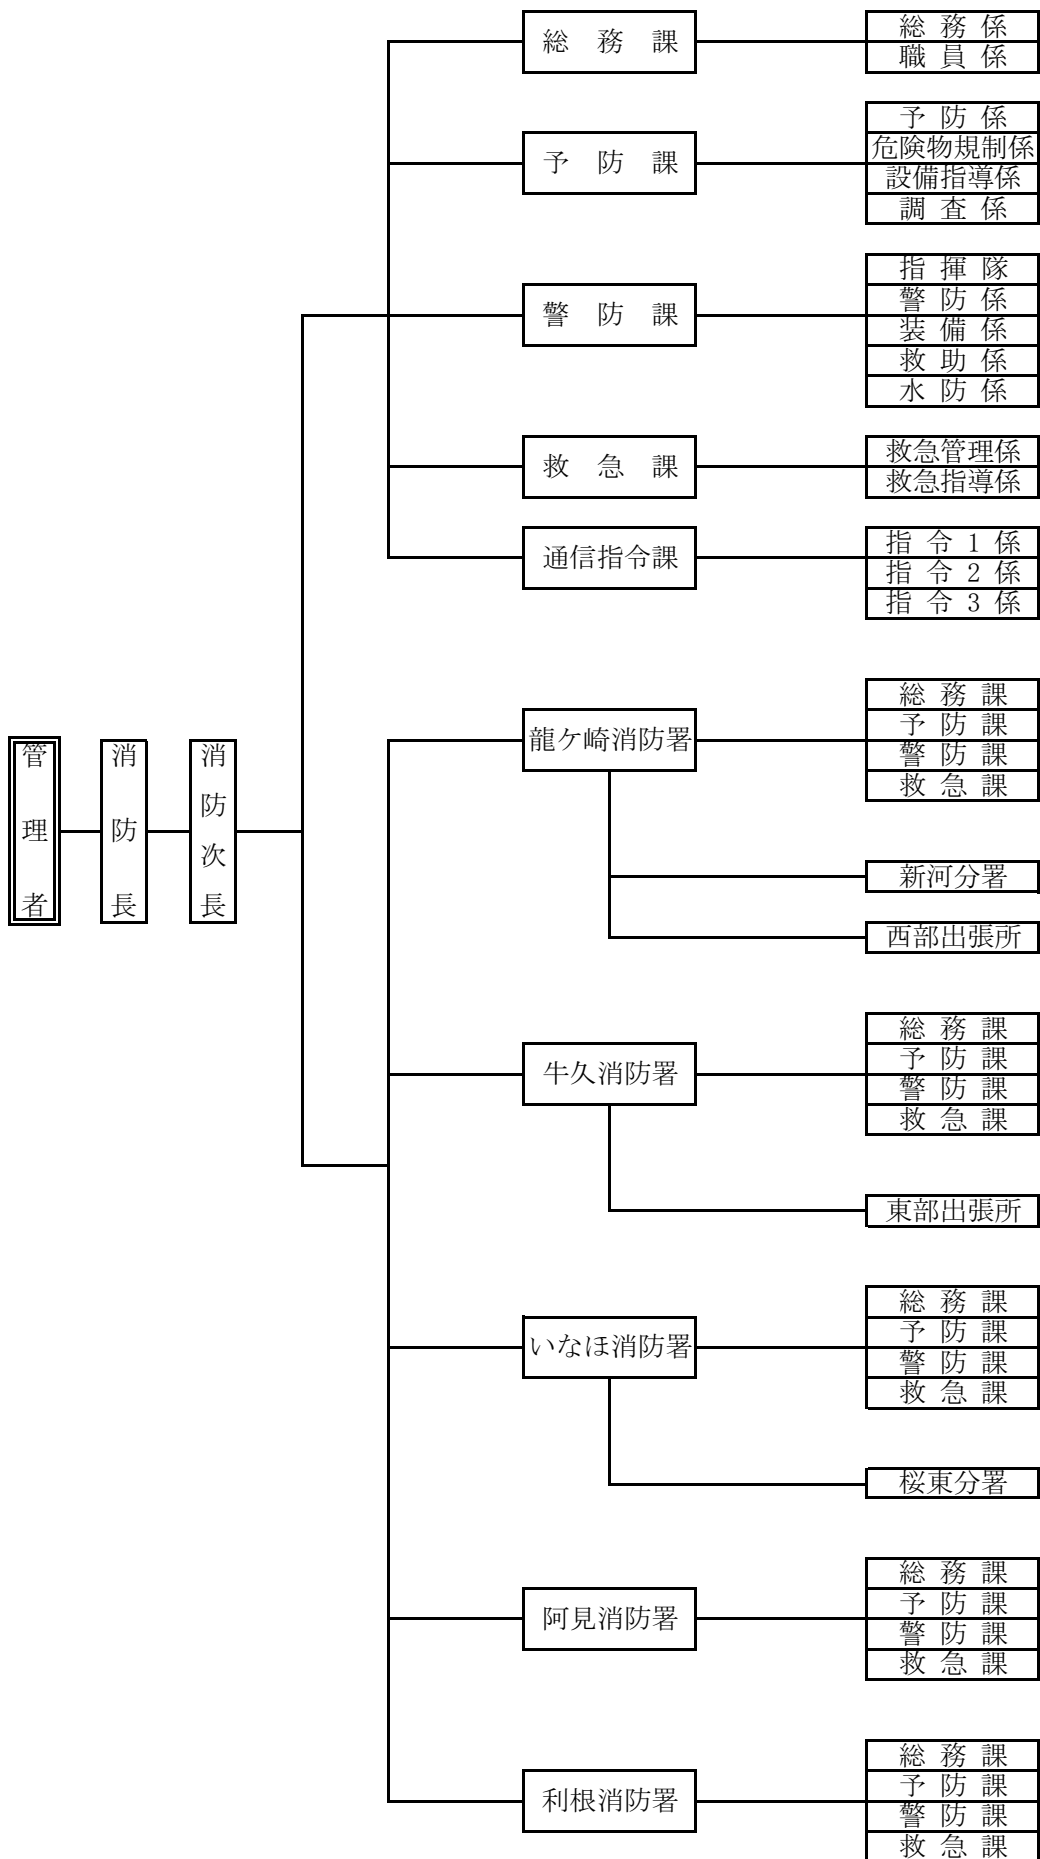 管理者
消防長
消防次長
総務課
総務係
職員係
予防課
予防係
危険物規制係
設備指導係
調査係
警防課
指揮隊
警防係
装備係
救助係
水防係
救急課
救急管理係
救急指導係
通信指令課
指令1係
指令2係
指令3係
龍ケ崎消防署
総務課
予防課
警防課
救急課
新河分署
西部出張所
牛久消防署
総務課
予防課
警防課
救急課
東部出張所
いなほ消防署
総務課
予防課
警防課
救急課
桜東分署
阿見消防署
総務課
予防課
警防課
救急課
利根消防署
総務課
予防課
警防課
救急課